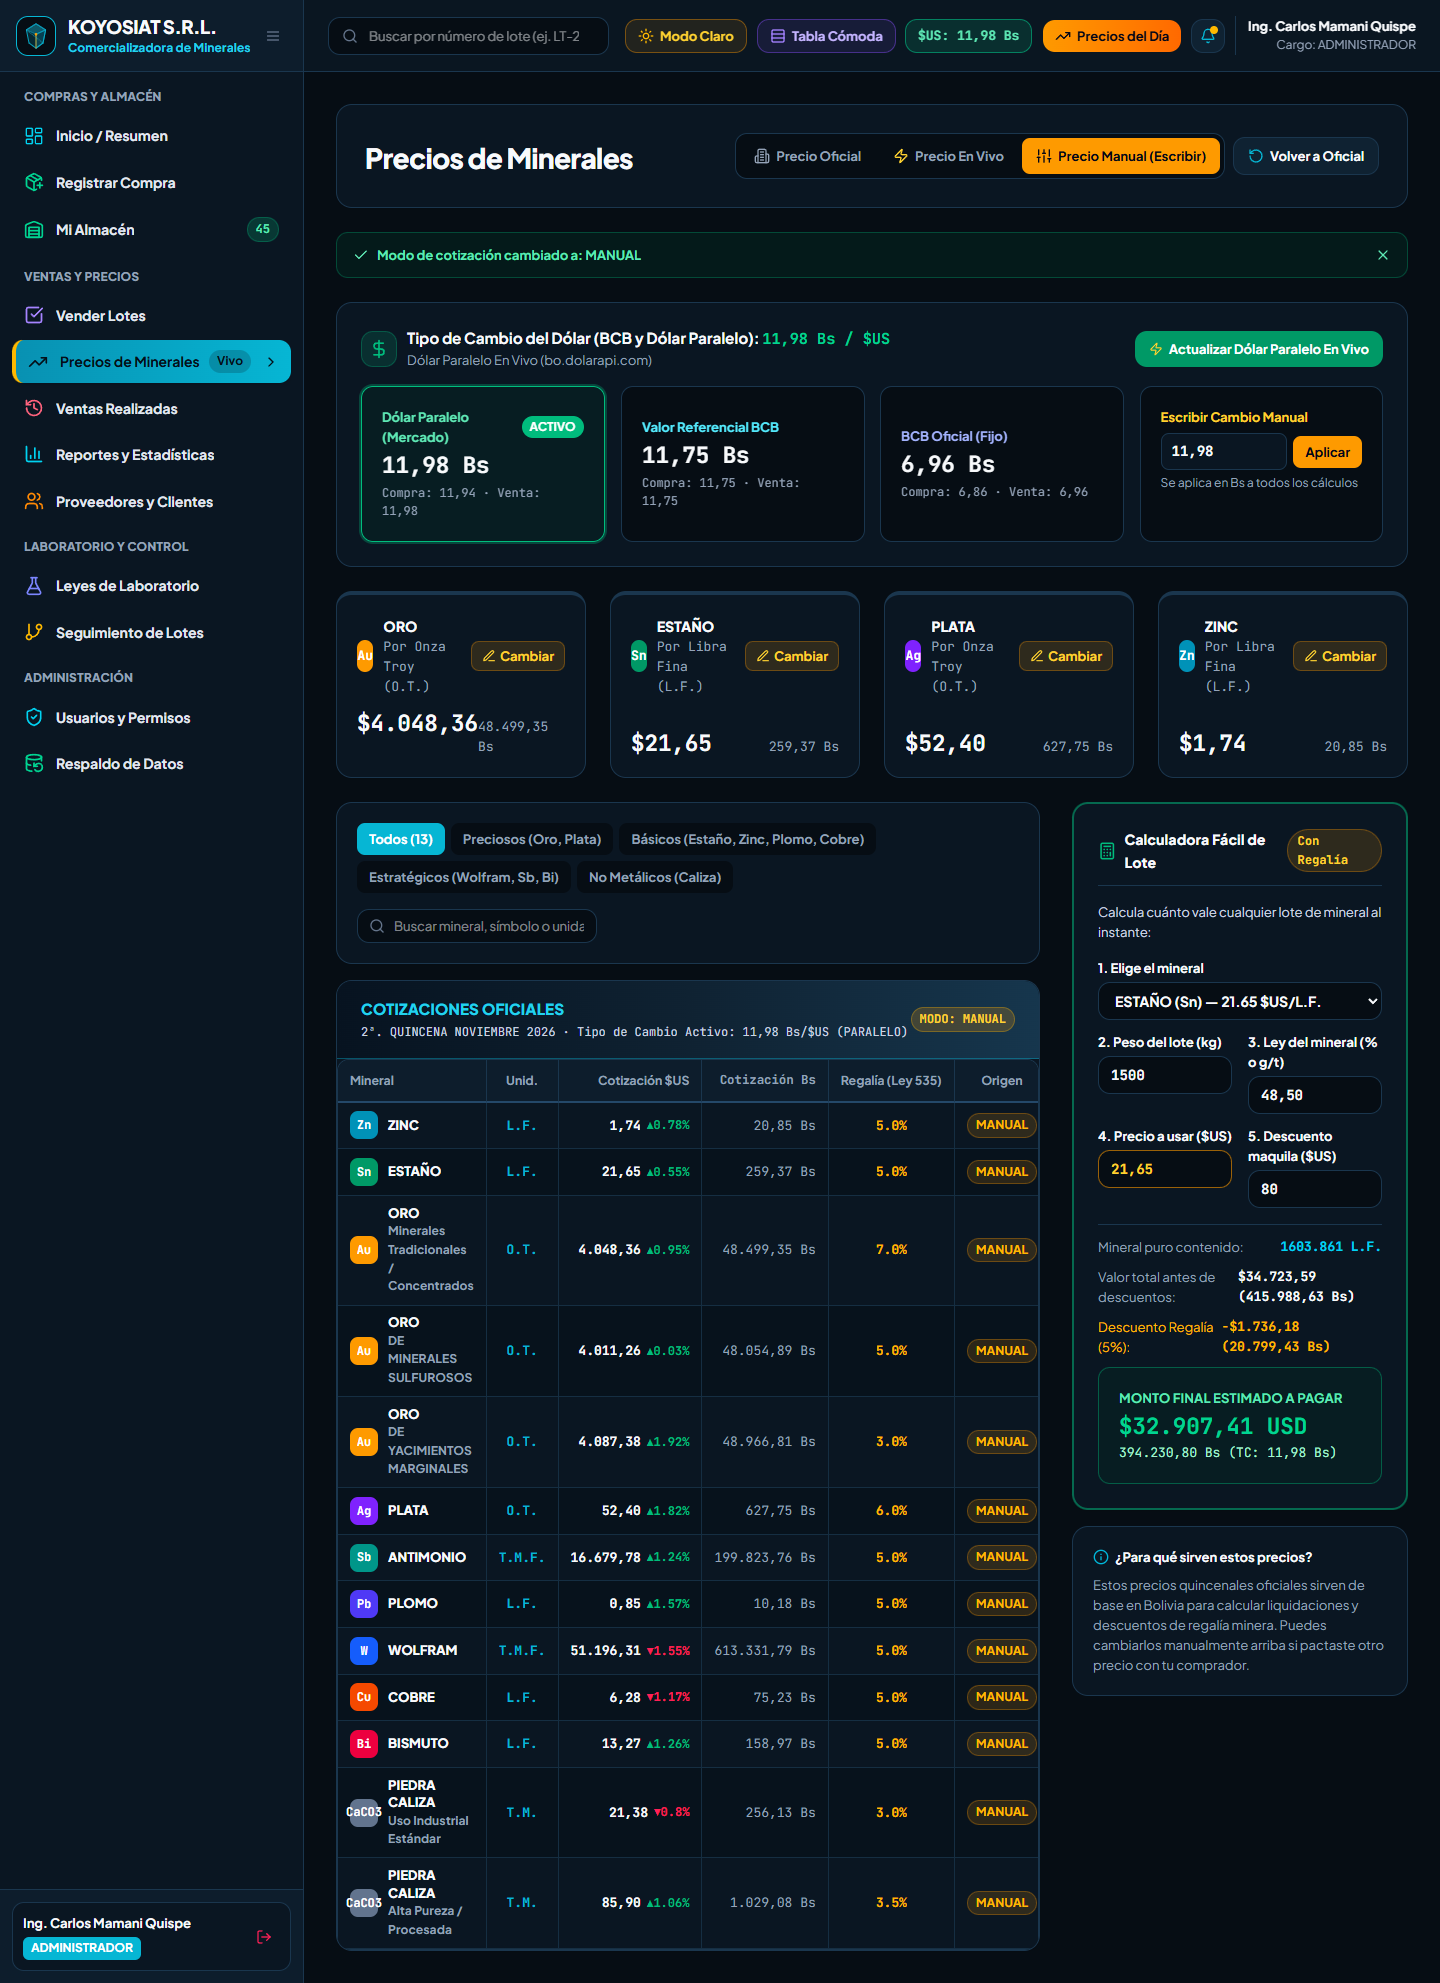 KOYOSIAT S.R.L.
Comercializadora de Minerales
Buscar por número de lote (ej. LT-2
Modo Claro
Tabla Cómoda
$US: 11,98 Bs
Precios del Día
Ing. Carlos Mamani Quispe
Cargo: ADMINISTRADOR
COMPRAS Y ALMACÉN
Inicio / Resumen
Registrar Compra
Mi Almacén 45
VENTAS Y PRECIOS
Vender Lotes
Precios de Minerales Vivo
Ventas Realizadas
Reportes y Estadísticas
Proveedores y Clientes
LABORATORIO Y CONTROL
Leyes de Laboratorio
Seguimiento de Lotes
ADMINISTRACIÓN
Usuarios y Permisos
Respaldo de Datos
Ing. Carlos Mamani Quispe
ADMINISTRADOR
Precios de Minerales
Precio Oficial
Precio En Vivo
Precio Manual (Escribir)
Volver a Oficial
Modo de cotización cambiado a: MANUAL
Tipo de Cambio del Dólar (BCB y Dólar Paralelo): 11,98 Bs / $US
Dólar Paralelo En Vivo (bo.dolarapi.com)
Actualizar Dólar Paralelo En Vivo
Dólar Paralelo
(Mercado)
ACTIVO
11,98 Bs
Compra: 11,94 · Venta:
11,98
Valor Referencial BCB
11,75 Bs
Compra: 11,75 · Venta:
11,75
BCB Oficial (Fijo)
6,96 Bs
Compra: 6,86 · Venta: 6,96
Escribir Cambio Manual
11,98
Aplicar
Se aplica en Bs a todos los cálculos
Au
ORO
Por Onza
Troy
(O.T.)
Cambiar
$4.048,36
48.499,35
Bs
Sn
ESTAÑO
Por Libra
Fina
(L.F.)
Cambiar
$21,65
259,37 Bs
Ag
PLATA
Por Onza
Troy
(O.T.)
Cambiar
$52,40
627,75 Bs
Zn
ZINC
Por Libra
Fina
(L.F.)
Cambiar
$1,74
20,85 Bs
Todos (13)
Preciosos (Oro, Plata)
Básicos (Estaño, Zinc, Plomo, Cobre)
Estratégicos (Wolfram, Sb, Bi)
No Metálicos (Caliza)
Buscar mineral, símbolo o unida
COTIZACIONES OFICIALES
2ª. QUINCENA NOVIEMBRE 2026 · Tipo de Cambio Activo: 11,98 Bs/$US (PARALELO)
MODO: MANUAL
Mineral Unid. Cotización $US Cotización Bs Regalía (Ley 535) Origen
Zn ZINC L.F. 1,74 ▲0.78% 20,85 Bs 5.0% MANUAL
Sn ESTAÑO L.F. 21,65 ▲0.55% 259,37 Bs 5.0% MANUAL
Au ORO
Minerales
Tradicionales
/
Concentrados
O.T. 4.048,36 ▲0.95% 48.499,35 Bs 7.0% MANUAL
Au ORO
DE
MINERALES
SULFUROSOS
O.T. 4.011,26 ▲0.03% 48.054,89 Bs 5.0% MANUAL
Au ORO
DE
YACIMIENTOS
MARGINALES
O.T. 4.087,38 ▲1.92% 48.966,81 Bs 3.0% MANUAL
Ag PLATA O.T. 52,40 ▲1.82% 627,75 Bs 6.0% MANUAL
Sb ANTIMONIO T.M.F. 16.679,78 ▲1.24% 199.823,76 Bs 5.0% MANUAL
Pb PLOMO L.F. 0,85 ▲1.57% 10,18 Bs 5.0% MANUAL
W WOLFRAM T.M.F. 51.196,31 ▼1.55% 613.331,79 Bs 5.0% MANUAL
Cu COBRE L.F. 6,28 ▼1.17% 75,23 Bs 5.0% MANUAL
Bi BISMUTO L.F. 13,27 ▲1.26% 158,97 Bs 5.0% MANUAL
CaCO3 PIEDRA
CALIZA
Uso Industrial
Estándar
T.M. 21,38 ▼0.8% 256,13 Bs 3.0% MANUAL
CaCO3 PIEDRA
CALIZA
Alta Pureza /
Procesada
T.M. 85,90 ▲1.06% 1.029,08 Bs 3.5% MANUAL
Calculadora Fácil de
Lote
Con
Regalía
Calcula cuánto vale cualquier lote de mineral al
instante:
1. Elige el mineral
ESTAÑO (Sn) — 21.65 $US/L.F.
2. Peso del lote (kg)
1500
3. Ley del mineral (%
o g/t)
48,50
4. Precio a usar ($US)
21,65
5. Descuento
maquila ($US)
80
Mineral puro contenido: 1603.861 L.F.
Valor total antes de
descuentos:
$34.723,59
(415.988,63 Bs)
Descuento Regalía
(5%):
-$1.736,18
(20.799,43 Bs)
MONTO FINAL ESTIMADO A PAGAR
$32.907,41 USD
394.230,80 Bs (TC: 11,98 Bs)
¿Para qué sirven estos precios?
Estos precios quincenales oficiales sirven de
base en Bolivia para calcular liquidaciones y
descuentos de regalía minera. Puedes
cambiarlos manualmente arriba si pactaste otro
precio con tu comprador.